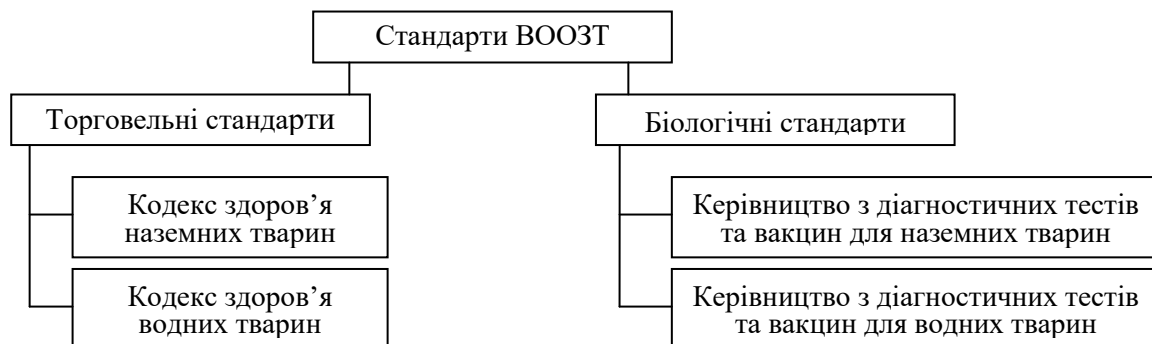 Стандарти ВООЗТ
Торговельні стандарти
Біологічні стандарти
Кодекс здоров’я
наземних тварин
Керівництво з діагностичних тестів
та вакцин для наземних тварин
Кодекс здоров’я
водних тварин
Керівництво з діагностичних тестів
та вакцин для водних тварин